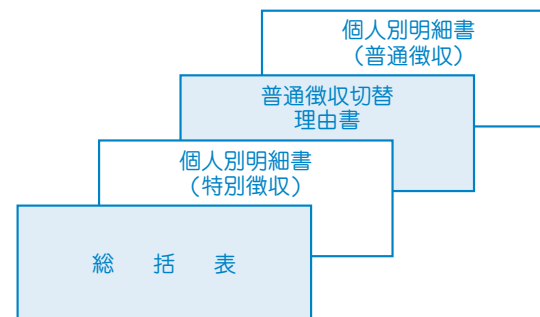 個人別明細書
（普通徴収）
普通徴収切替
理由書
個人別明細書
（特別徴収）
総括表